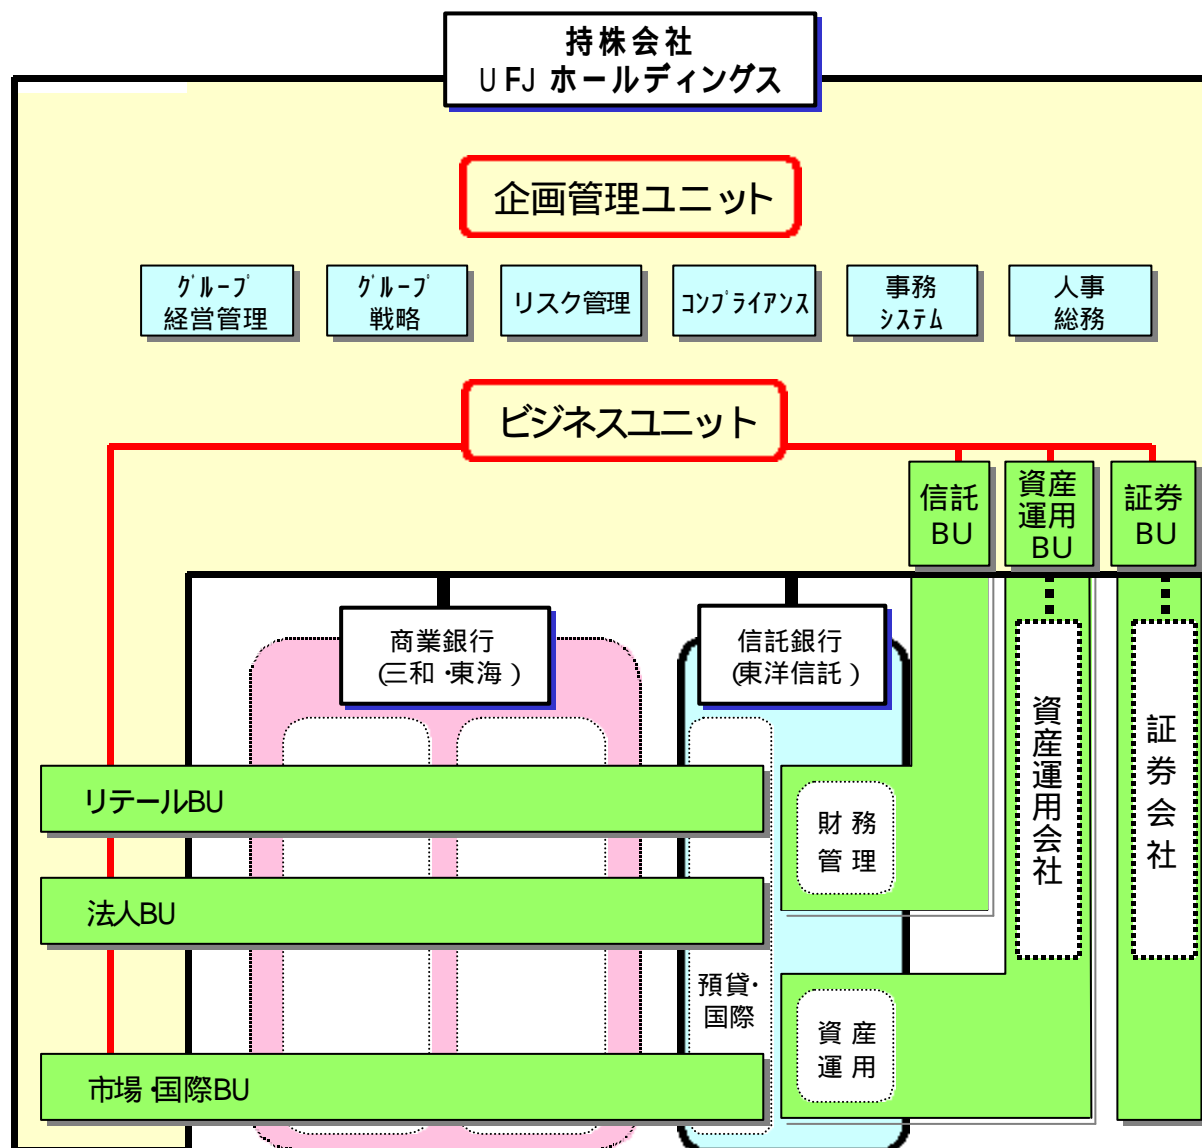 持株会社
UFJ ホールディングス
企画管理ユニット
ｸﾞﾙｰﾌﾟ
経営管理
ｸﾞﾙｰﾌﾟ
戦略
リスク管理
ｺﾝﾌﾟﾗｲｱﾝｽ
事務
ｼｽﾃﾑ
人事
総務
ビジネスユニット
信託
BU
資産
運用
BU
証券
BU
商業銀行
(三和・東海)
信託銀行
(東洋信託)
資産運用会社
証券会社
リテールBU
財務
管理
法人BU
預貸・
国際
資産
運用
市場・国際BU